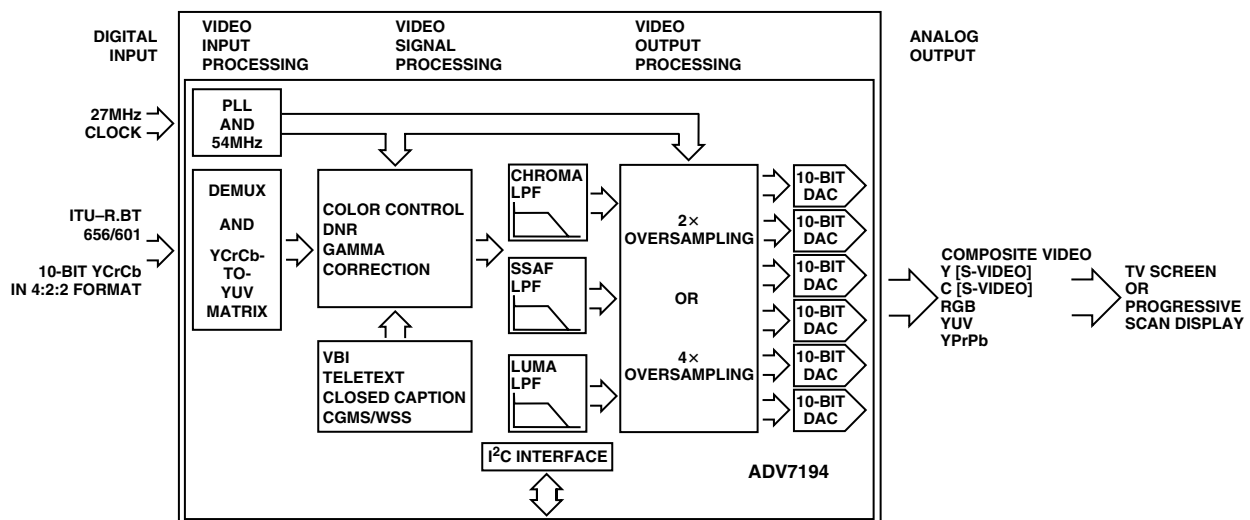 DIGITAL
INPUT
VIDEO
INPUT
PROCESSING
VIDEO
SIGNAL
PROCESSING
VIDEO
OUTPUT
PROCESSING
ANALOG
OUTPUT
27MHz
CLOCK
PLL
AND
54MHz
ITU–R.BT
656/601
10-BIT YCrCb
IN 4:2:2 FORMAT
DEMUX
AND
YCrCb-
TO-
YUV
MATRIX
COLOR CONTROL
DNR
GAMMA
CORRECTION
VBI
TELETEXT
CLOSED CAPTION
CGMS/WSS
CHROMA
LPF
SSAF
LPF
LUMA
LPF
2×
OVERSAMPLING
OR
4×
OVERSAMPLING
10-BIT
DAC
10-BIT
DAC
10-BIT
DAC
10-BIT
DAC
10-BIT
DAC
10-BIT
DAC
I²C INTERFACE
ADV7194
COMPOSITE VIDEO
Y [S-VIDEO]
C [S-VIDEO]
RGB
YUV
YPrPb
TV SCREEN
OR
PROGRESSIVE
SCAN DISPLAY